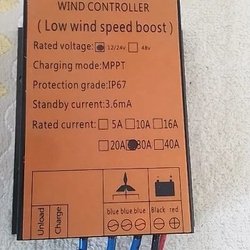 WIND CONTROLLER
( Low wind speed boost )
Rated voltage: 12/24v 48v
Charging mode:MPPT
Protection grade:IP67
Standby current:3.6mA
Rated current: 5A 10A 16A
20A 30A 40A
Unload
Charge
blue blue blue Black red